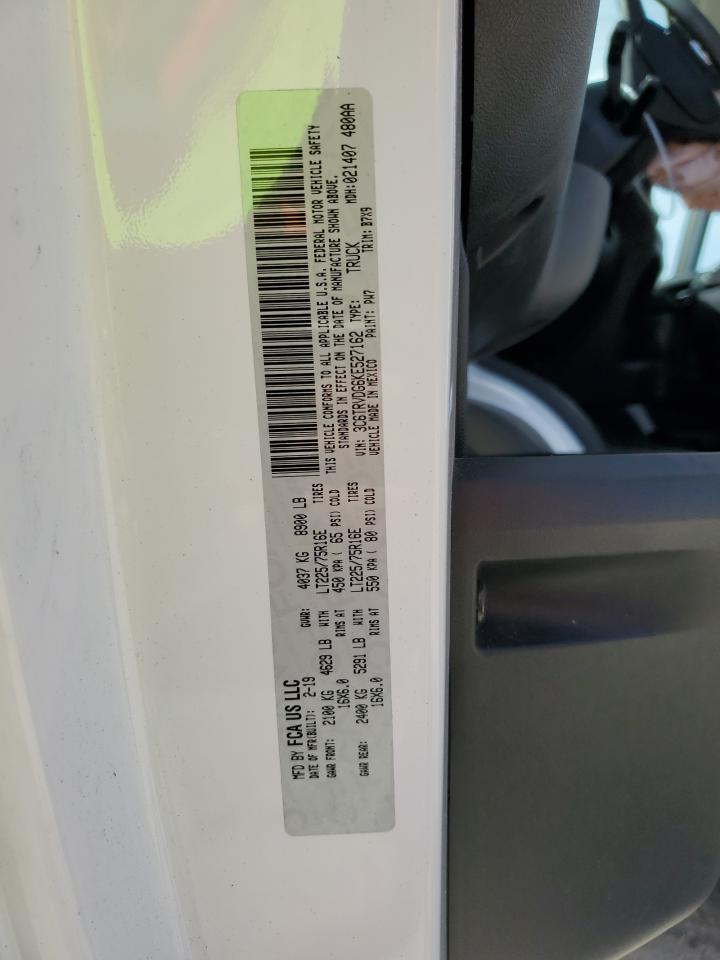 MFD BY FCA US LLC
DATE OF MFR(BUILT): 2-19 GVWR: 4037 KG 8900 LB
GAWR FRONT: 2100 KG 4629 LB WITH LT225/75R16E TIRES
16X6.0 RIMS AT 450 KPA ( 65 PSI) COLD
GAWR REAR: 2400 KG 5291 LB WITH LT225/75R16E TIRES
16X6.0 RIMS AT 550 KPA ( 80 PSI) COLD
THIS VEHICLE CONFORMS TO ALL APPLICABLE U.S.A. FEDERAL MOTOR VEHICLE SAFETY
STANDARDS IN EFFECT ON THE DATE OF MANUFACTURE SHOWN ABOVE.
VIN: 3C6TRVDG6KE527162 TYPE: TRUCK MDH:021407 480AA
VEHICLE MADE IN MEXICO PAINT: PW7 TRIM: B7X9